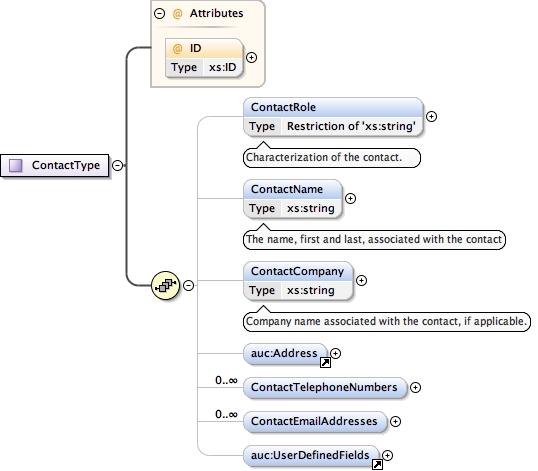 Attributes
@ ID
Type xs:ID
ContactRole
Type Restriction of 'xs:string'
Characterization of the contact.
ContactType
ContactName
Type xs:string
The name, first and last, associated with the contact
ContactCompany
Type xs:string
Company name associated with the contact, if applicable.
auc:Address
0..∞
ContactTelephoneNumbers
0..∞
ContactEmailAddresses
auc:UserDefinedFields